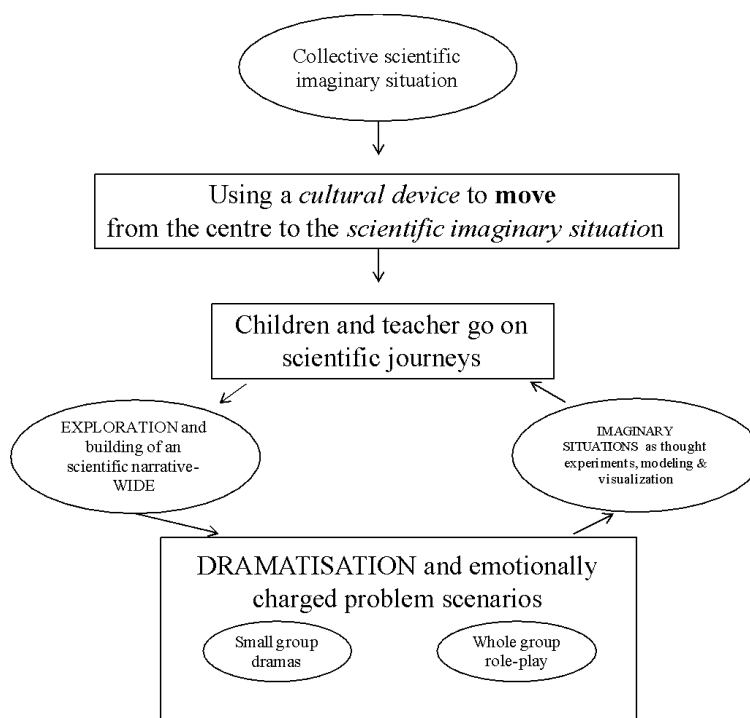 Collective scientific
imaginary situation
Using a cultural device to move
from the centre to the scientific imaginary situation
Children and teacher go on
scientific journeys
EXPLORATION and
building of an
scientific narrative-
WIDE
IMAGINARY
SITUATIONS as thought
experiments, modeling &
visualization
DRAMATISATION and emotionally
charged problem scenarios
Small group
dramas
Whole group
role-play